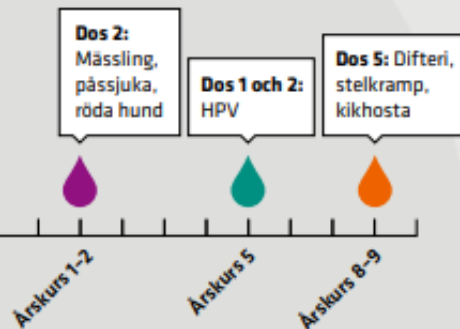 Dos 2:
Mässling,
påssjuka,
röda hund
Dos 1 och 2:
HPV
Dos 5: Difteri,
stelkramp,
kikhosta
Årskurs 1–2
Årskurs 5
Årskurs 8–9